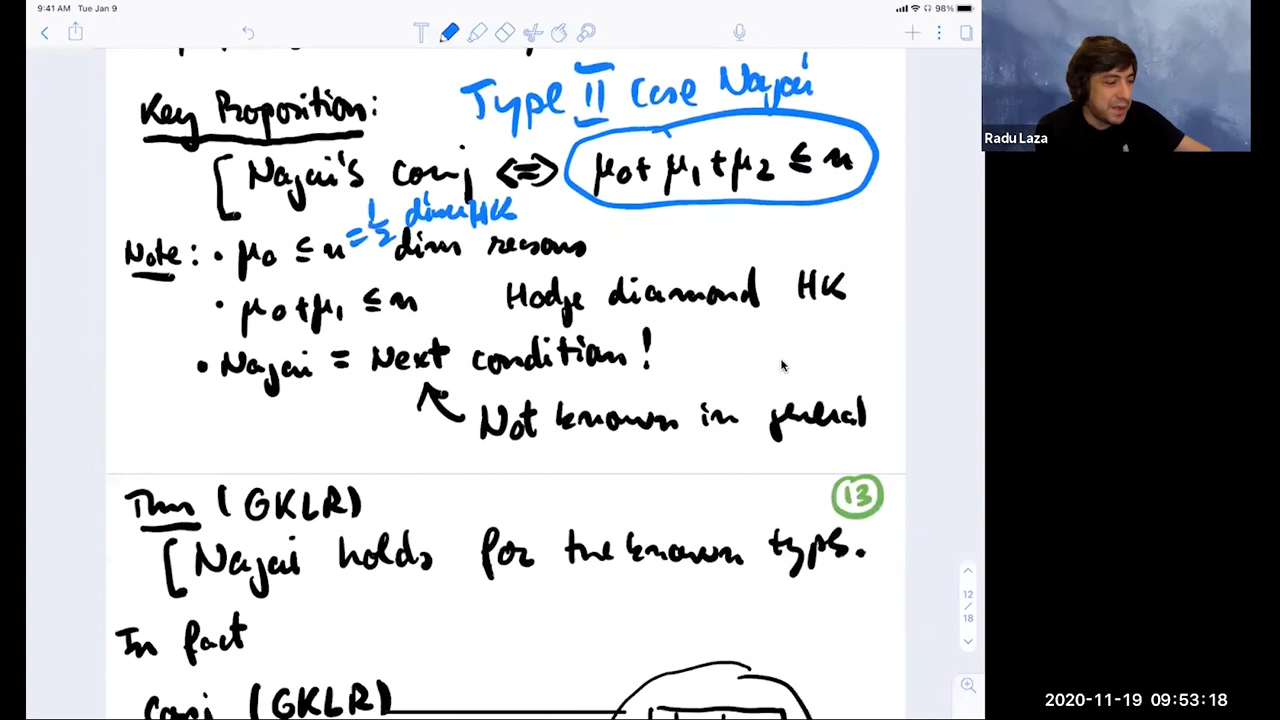 9:41 AM Tue Jan 9
98%
Key Proposition:
Type II Case Nagai
[ Nagai's conj <=> μ₀ + μ₁ + μ₂ ≤ n
Note: • μ₀ ≤ n = 1/2 dim HK dim reasons
• μ₀ + μ₁ ≤ n Hodge diamond HK
• Nagai = Next condition!
Not known in general
Thm (GKLR)
13
[ Nagai holds for the known types.
In fact
Conj (GKLR)
12
/
18
Radu Laza
2020-11-19 09:53:18